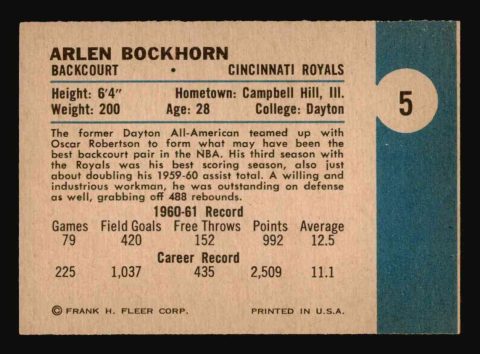 ARLEN BOCKHORN
BACKCOURT • CINCINNATI ROYALS
5
Height: 6'4" Hometown: Campbell Hill, Ill.
Weight: 200 Age: 28 College: Dayton
The former Dayton All-American teamed up with
Oscar Robertson to form what may have been the
best backcourt pair in the NBA. His third season with
the Royals was his best scoring season, also just
about doubling his 1959-60 assist total. A willing and
industrious workman, he was outstanding on defense
as well, grabbing off 488 rebounds.
1960-61 Record
Games Field Goals Free Throws Points Average
79 420 152 992 12.5
Career Record
225 1,037 435 2,509 11.1
© FRANK H. FLEER CORP. PRINTED IN U.S.A.